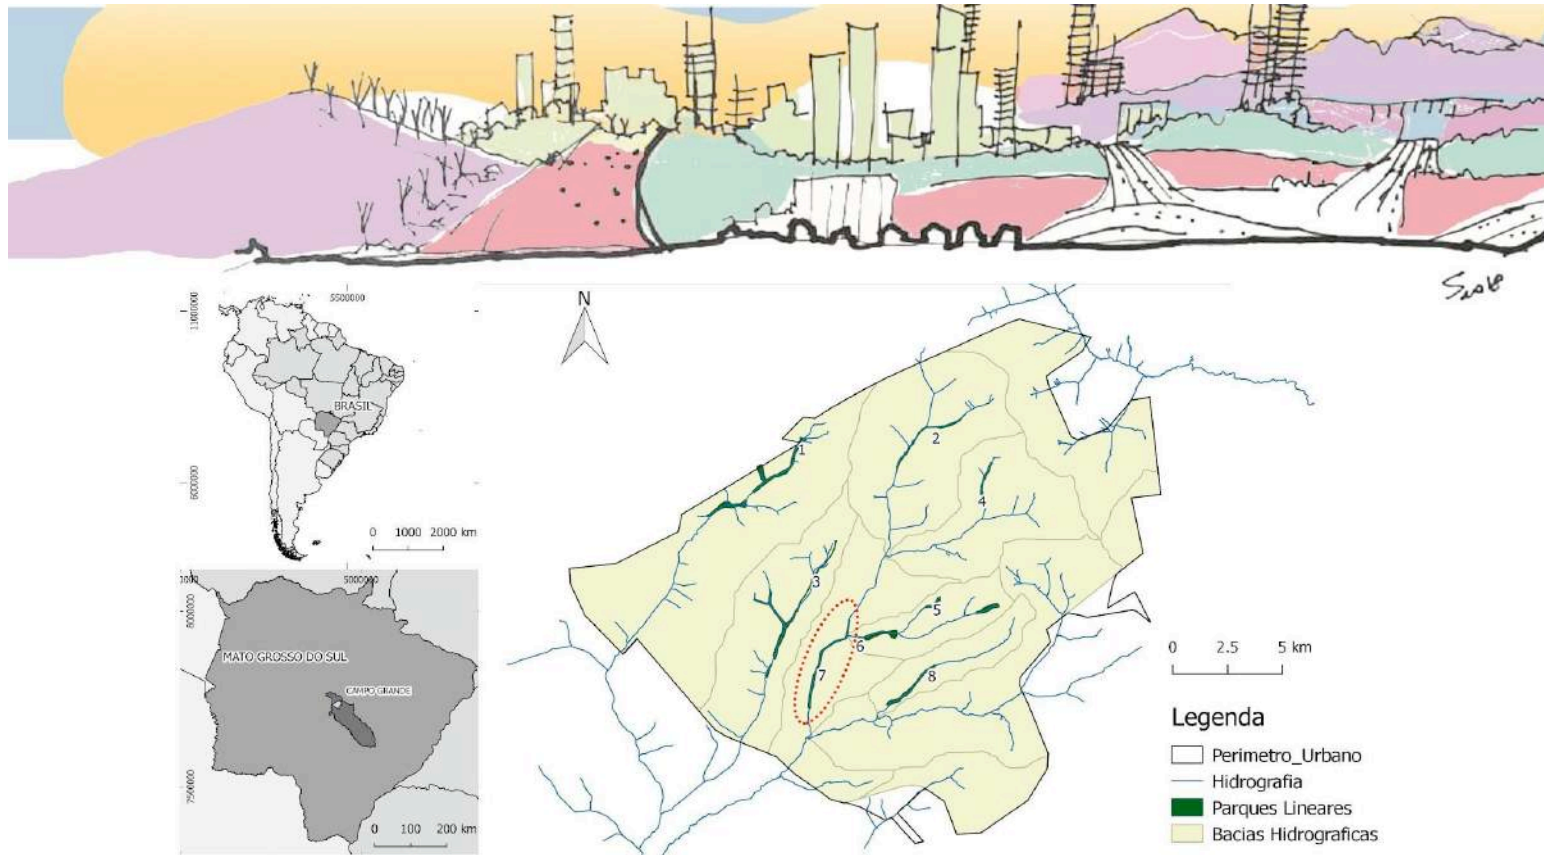 5500000
N
11000000
BRASIL
6000000
0 1000 2000 km
5000000
8000000
MATO GROSSO DO SUL
CAMPO GRANDE
7500000
0 100 200 km
1
2
3
4
5
6
7
8
0 2.5 5 km
Legenda
Perimetro_Urbano
Hidrografia
Parques Lineares
Bacias Hidrograficas